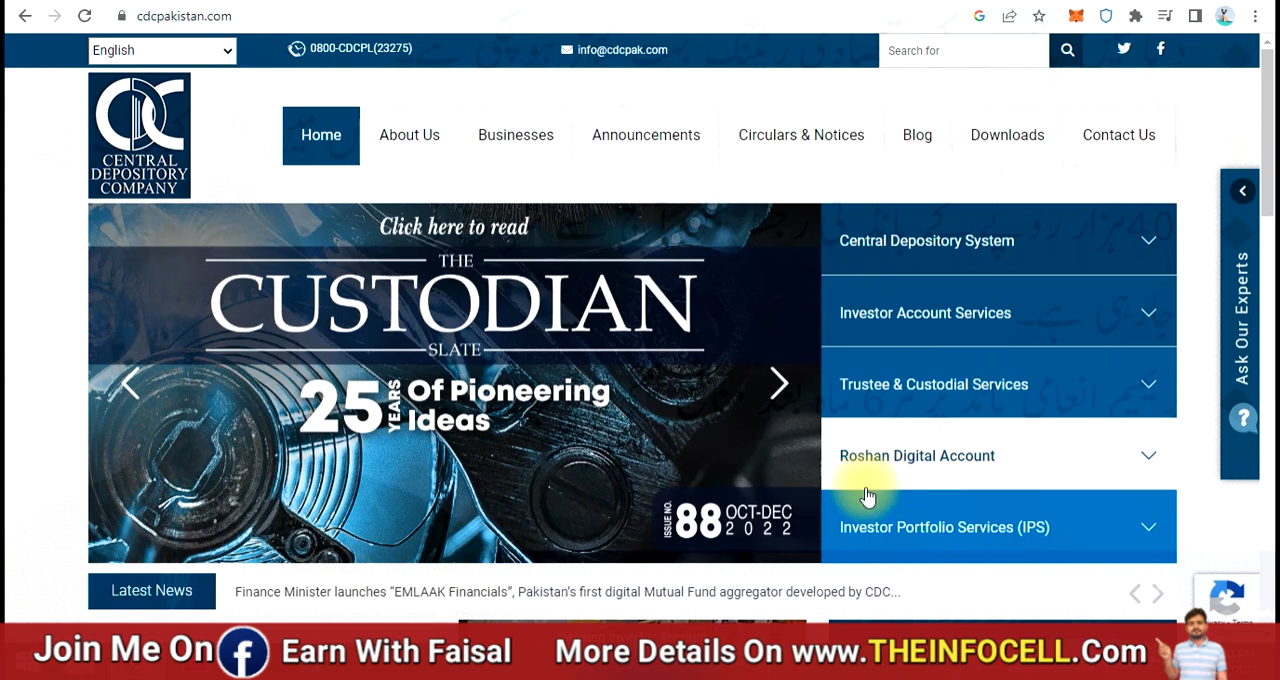 cdcpakistan.com
English
0800-CDCPL(23275)
info@cdcpak.com
Search for
CDC
CENTRAL
DEPOSITORY
COMPANY
Home
About Us
Businesses
Announcements
Circulars & Notices
Blog
Downloads
Contact Us
Click here to read
THE
CUSTODIAN
SLATE
25 YEARS Of Pioneering
Ideas
ISSUE NO. 88 OCT-DEC
2022
Central Depository System
Investor Account Services
Trustee & Custodial Services
Roshan Digital Account
Investor Portfolio Services (IPS)
Ask Our Experts
?
Latest News
Finance Minister launches “EMLAAK Financials”, Pakistan's first digital Mutual Fund aggregator developed by CDC...
Join Me On f Earn With Faisal
More Details On www.THEINFOCELL.Com